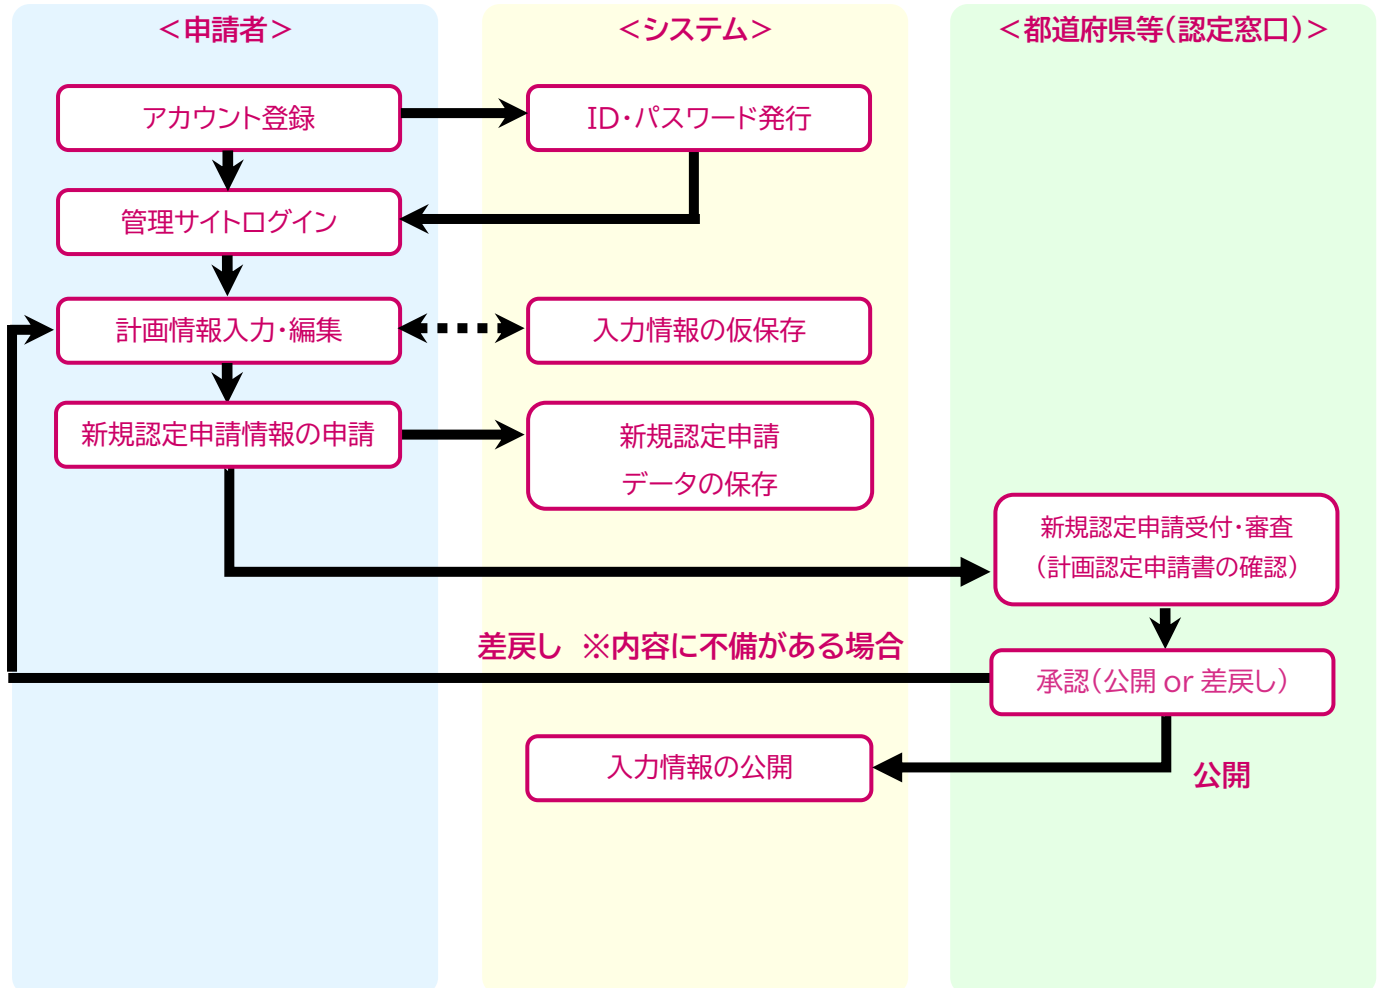 ＜申請者＞
＜システム＞
＜都道府県等（認定窓口）＞
アカウント登録
ID・パスワード発行
管理サイトログイン
計画情報入力・編集
入力情報の仮保存
新規認定申請情報の申請
新規認定申請
データの保存
新規認定申請受付・審査
（計画認定申請書の確認）
差戻し ※内容に不備がある場合
承認（公開 or 差戻し）
入力情報の公開
公開